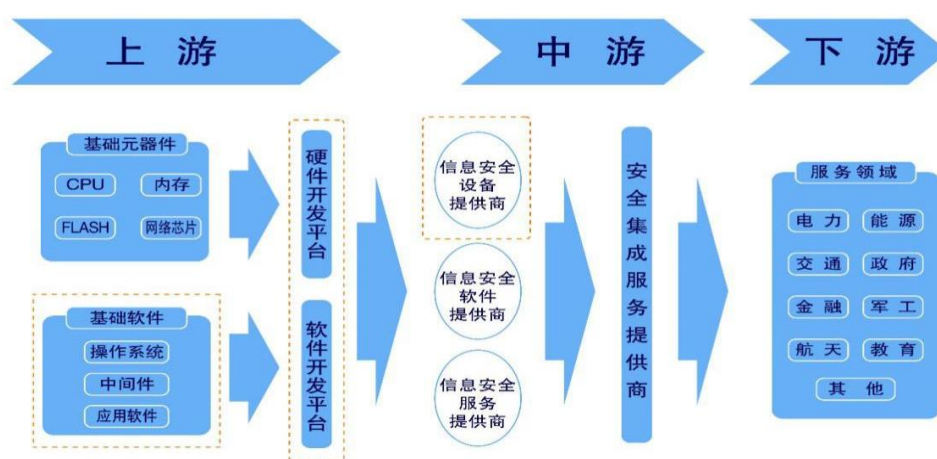 上 游
中 游
下 游
基础元器件
CPU
内存
FLASH
网络芯片
基础软件
操作系统
中间件
应用软件
硬件开发平台
软件开发平台
信息安全
设备
提供商
信息安全
软件
提供商
信息安全
服务
提供商
安全集成服务提供商
服务领域
电 力
能 源
交 通
政 府
金 融
军 工
航 天
教 育
其 他